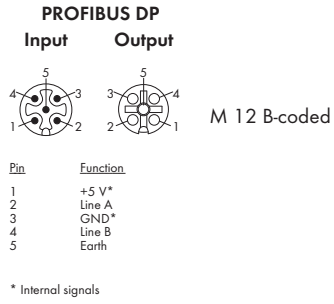 PROFIBUS DP
Input Output
5 5
4 3 3 4
1 2 2 1
M 12 B-coded
Pin Function
1 +5 V*
2 Line A
3 GND*
4 Line B
5 Earth
* Internal signals